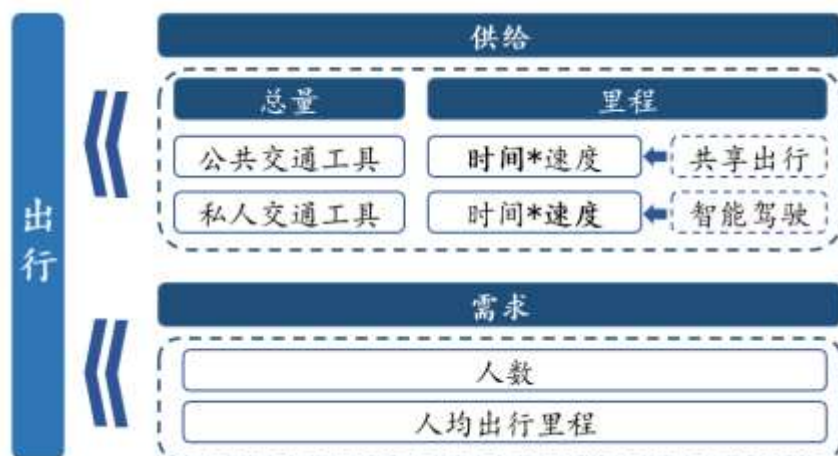 出行
供给
总量 里程
公共交通工具 时间*速度 共享出行
私人交通工具 时间*速度 智能驾驶
需求
人数
人均出行里程